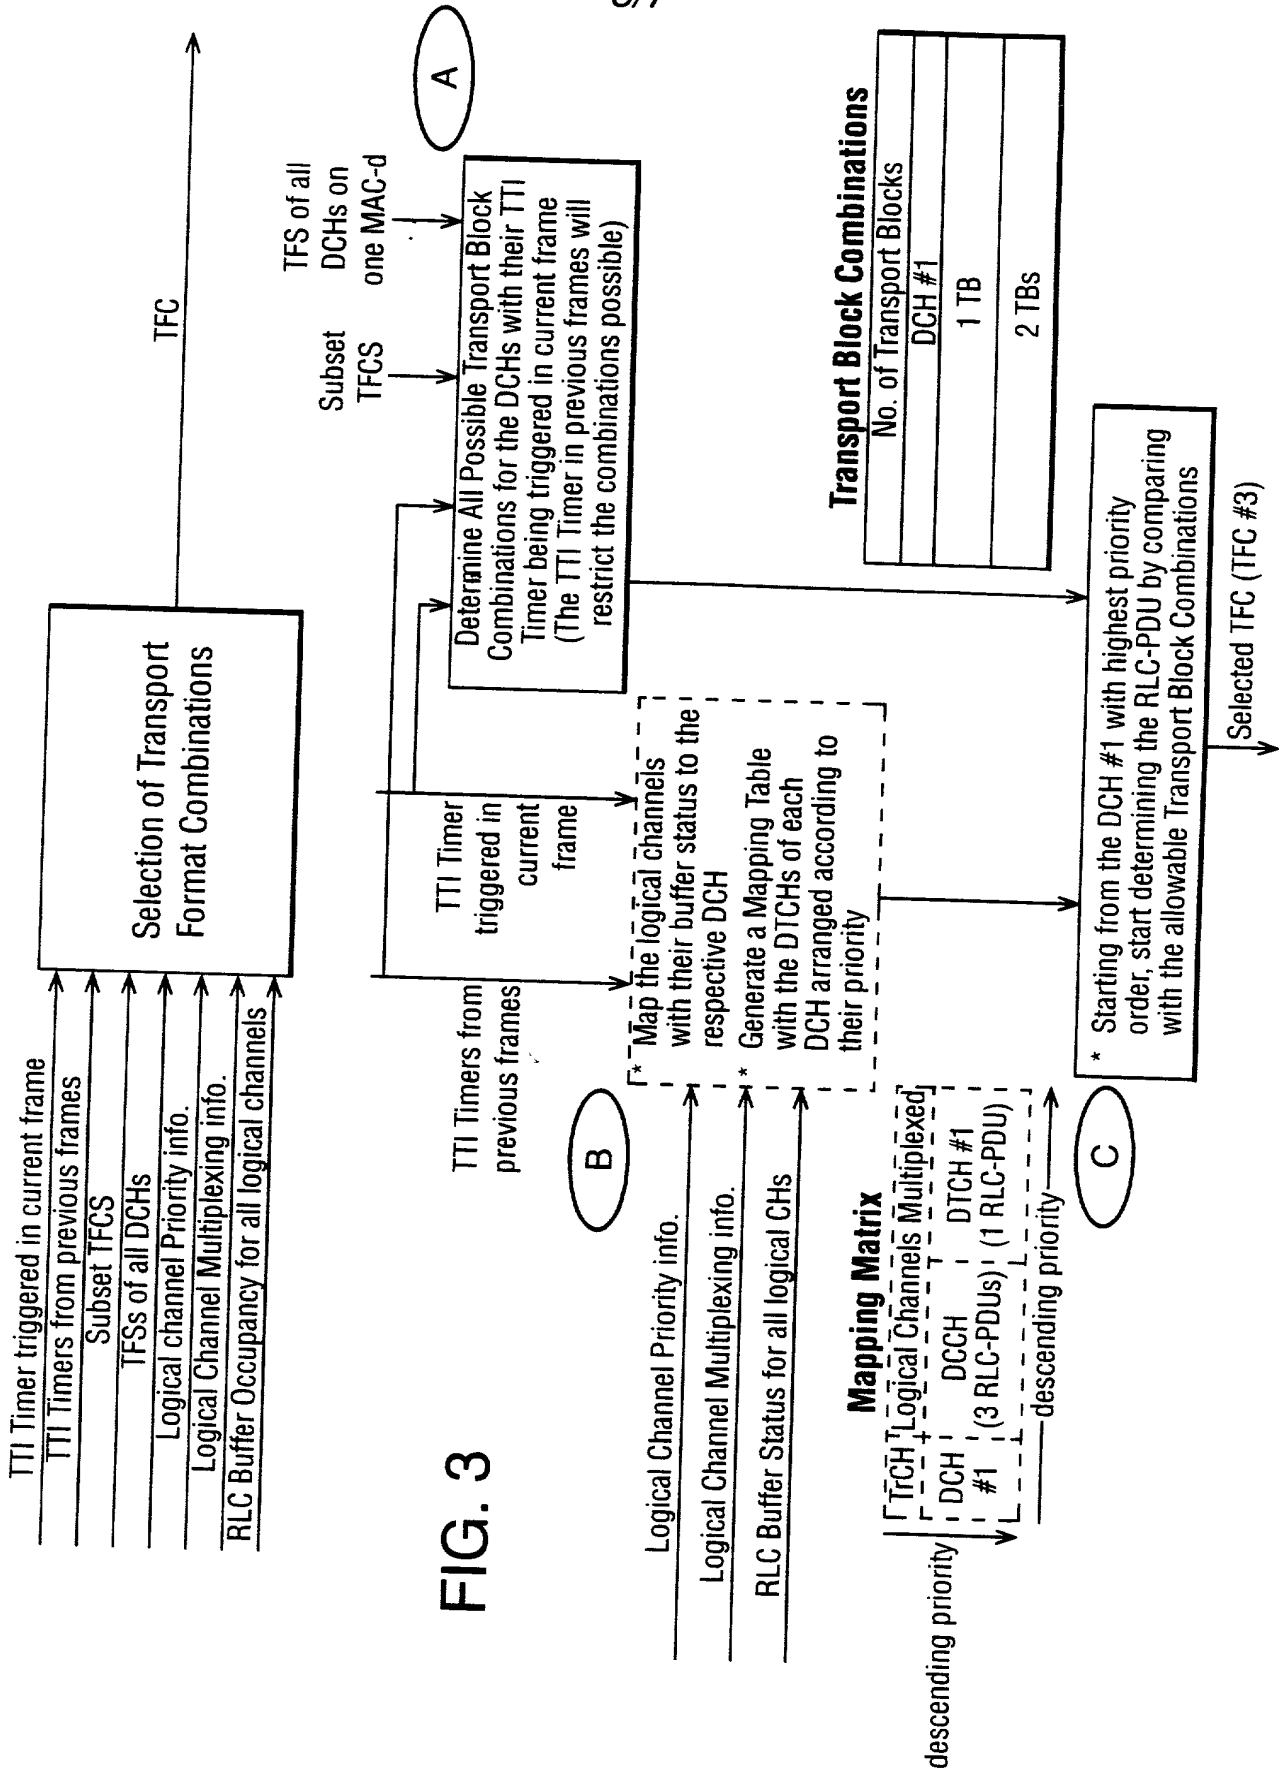 TTI Timer triggered in current frame
TTI Timers from previous frames
Subset TFCS
TFSs of all DCHs
Logical channel Priority info.
Logical Channel Multiplexing info.
RLC Buffer Occupancy for all logical channels
Selection of Transport
Format Combinations
TFC
FIG. 3
TTI Timers from
previous frames
TTI Timer
triggered in
current
frame
Subset
TFCS
TFS of all
DCHs on
one MAC-d
A
Determine All Possible Transport Block
Combinations for the DCHs with their TTI
Timer being triggered in current frame
(The TTI Timer in previous frames will
restrict the combinations possible)
B
Logical Channel Priority info.
Logical Channel Multiplexing info.
RLC Buffer Status for all logical CHs
* Map the logical channels
with their buffer status to the
respective DCH
* Generate a Mapping Table
with the DTCHs of each
DCH arranged according to
their priority
Mapping Matrix
TrCH Logical Channels Multiplexed
DCH DCCH DTCH #1
#1 (3 RLC-PDUs) (1 RLC-PDU)
descending priority
descending priority
Transport Block Combinations
No. of Transport Blocks
DCH #1
1 TB
2 TBs
C
* Starting from the DCH #1 with highest priority
order, start determining the RLC-PDU by comparing
with the allowable Transport Block Combinations
Selected TFC (TFC #3)